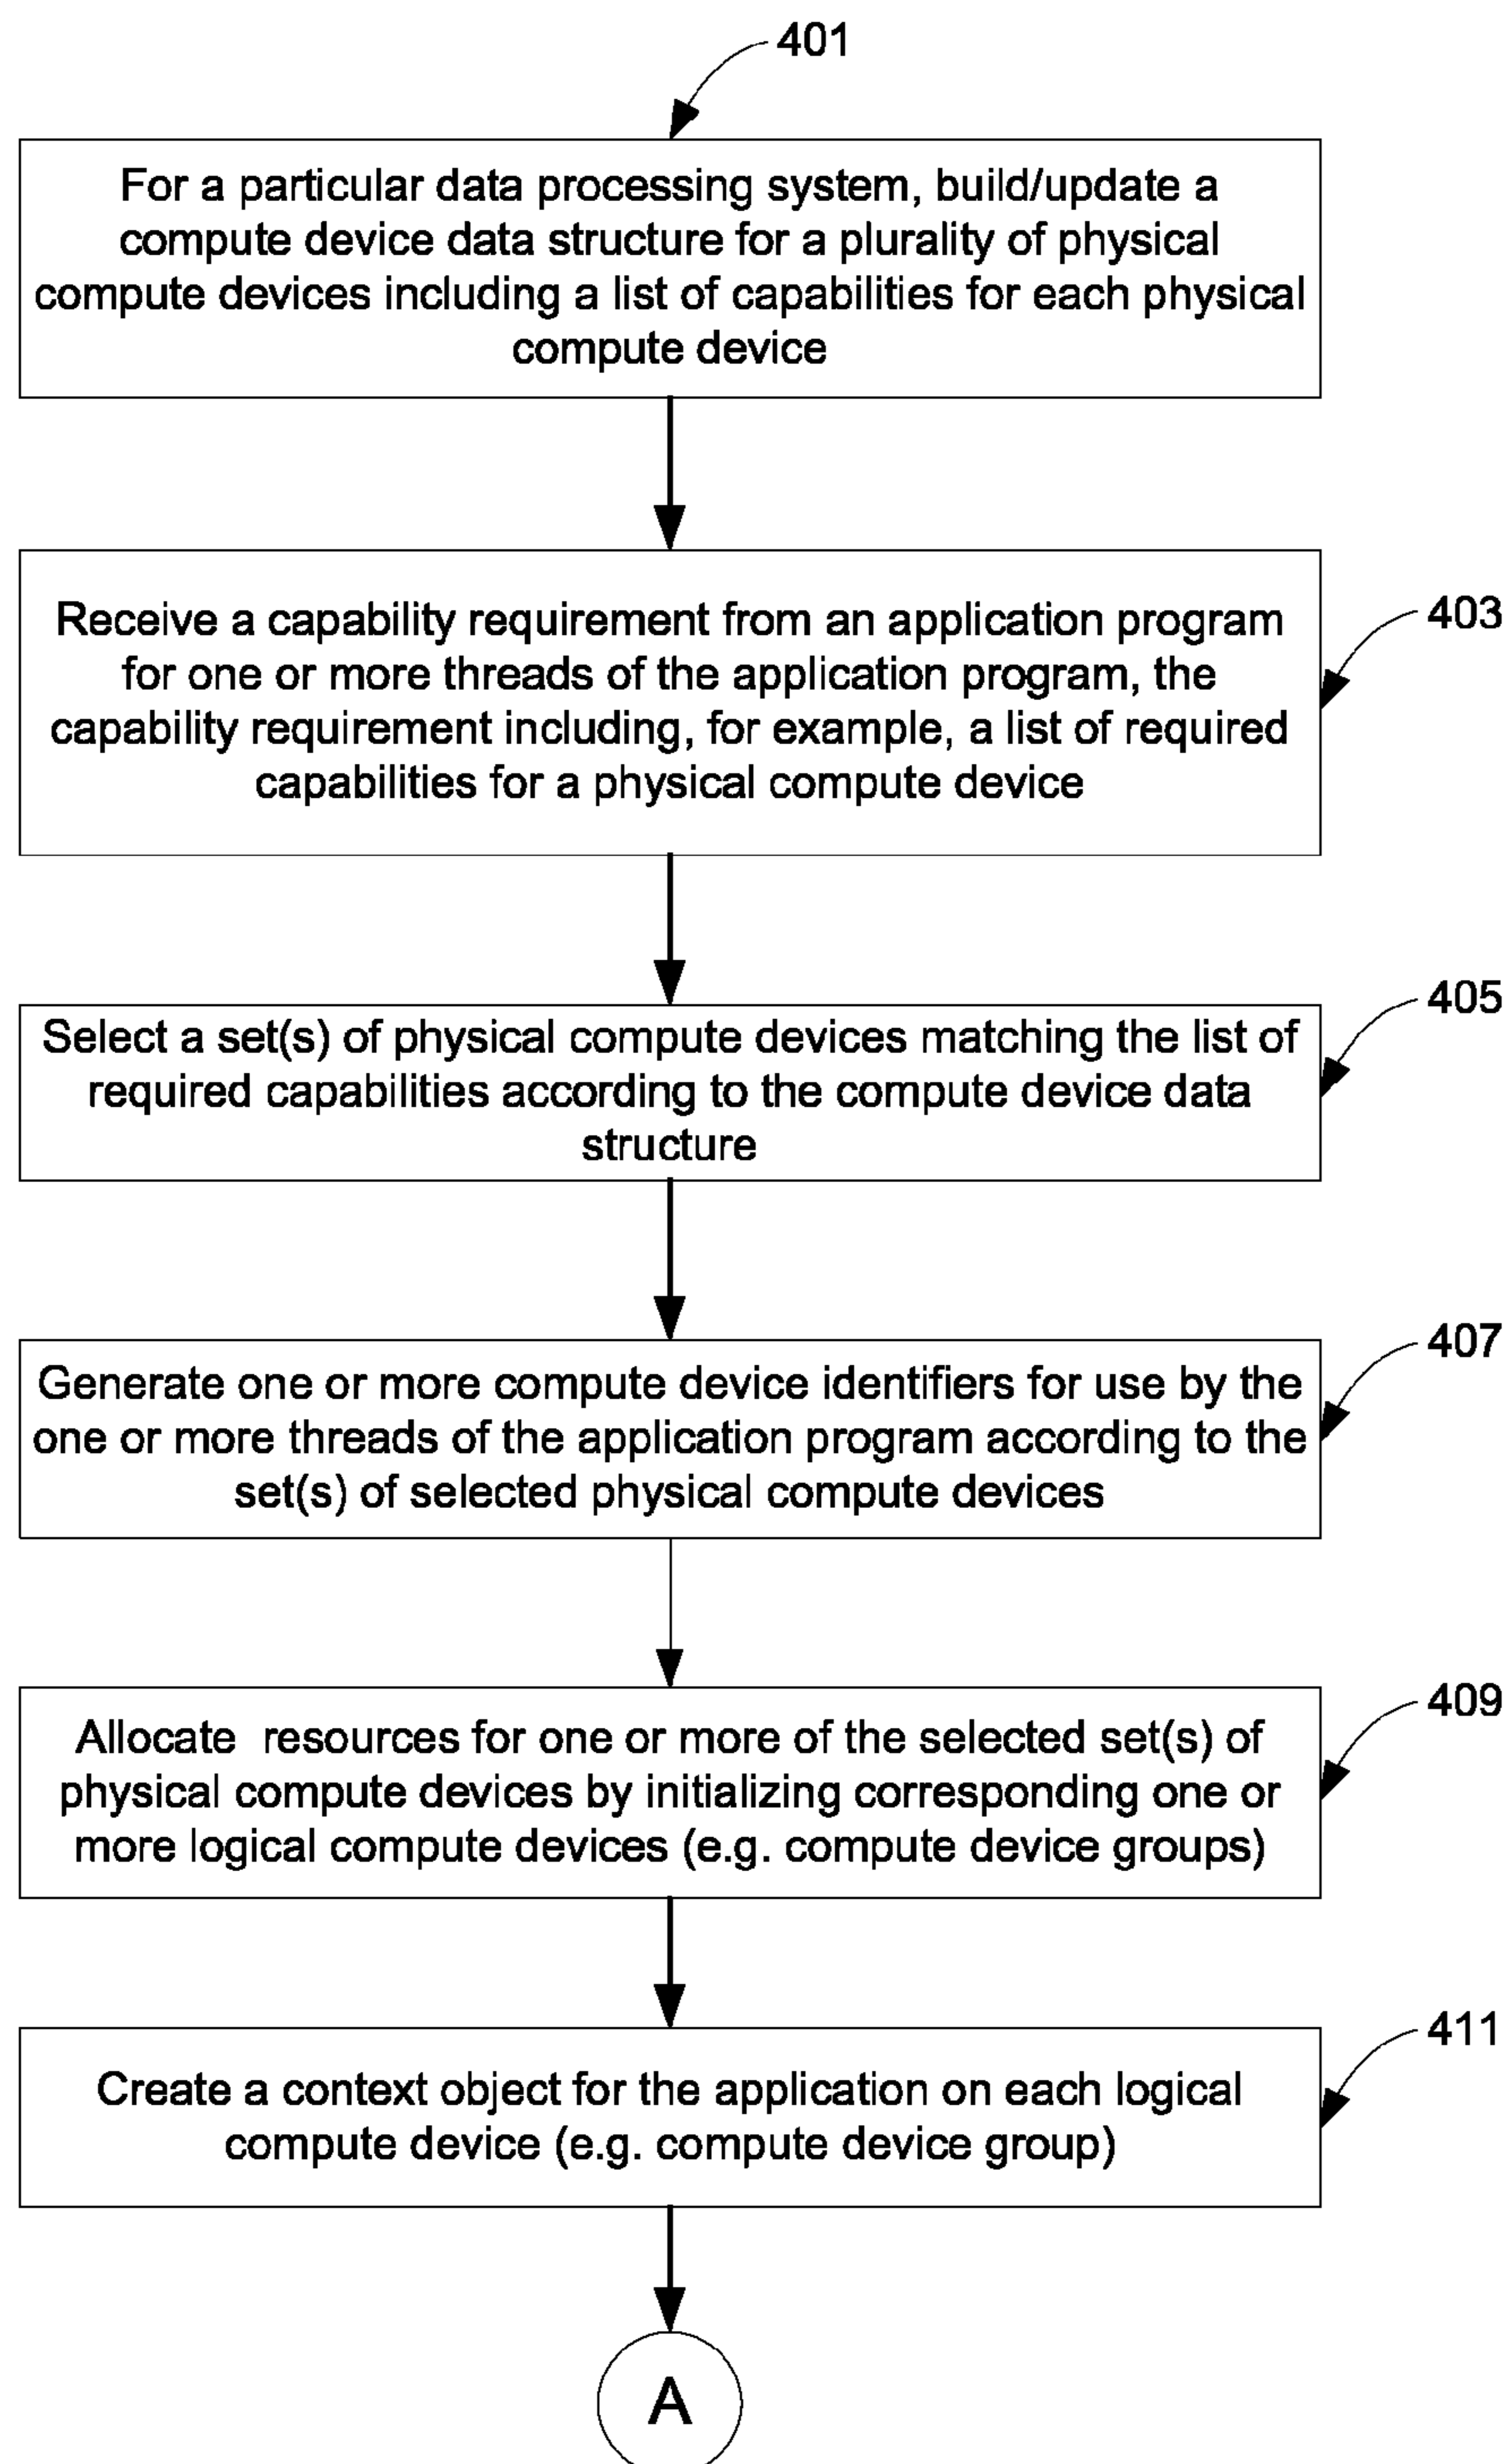 401
For a particular data processing system, build/update a
compute device data structure for a plurality of physical
compute devices including a list of capabilities for each physical
compute device
Receive a capability requirement from an application program
for one or more threads of the application program, the
capability requirement including, for example, a list of required
capabilities for a physical compute device
403
Select a set(s) of physical compute devices matching the list of
required capabilities according to the compute device data
structure
405
Generate one or more compute device identifiers for use by the
one or more threads of the application program according to the
set(s) of selected physical compute devices
407
Allocate  resources for one or more of the selected set(s) of
physical compute devices by initializing corresponding one or
more logical compute devices (e.g. compute device groups)
409
Create a context object for the application on each logical
compute device (e.g. compute device group)
411
A